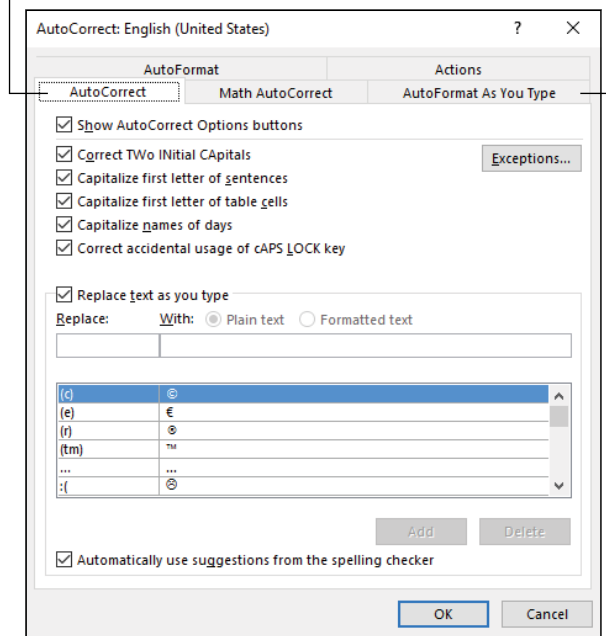 AutoCorrect: English (United States) ? ✕
AutoFormat Actions
AutoCorrect Math AutoCorrect AutoFormat As You Type
Show AutoCorrect Options buttons
Correct TWo INitial CApitals Exceptions...
Capitalize first letter of sentences
Capitalize first letter of table cells
Capitalize names of days
Correct accidental usage of cAPS LOCK key
Replace text as you type
Replace: With: Plain text Formatted text
(c) ©
(e) €
(r) ®
(tm) ™
... ...
:( ☹
Add Delete
Automatically use suggestions from the spelling checker
OK Cancel